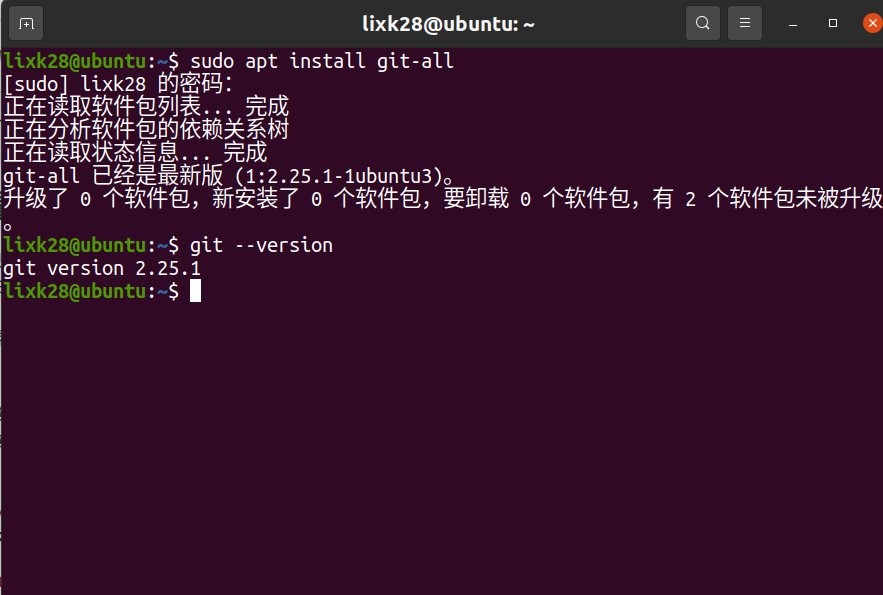 lixk28@ubuntu: ~
lixk28@ubuntu:~$ sudo apt install git-all
[sudo] lixk28 的密码：
正在读取软件包列表... 完成
正在分析软件包的依赖关系树
正在读取状态信息... 完成
git-all 已经是最新版 (1:2.25.1-1ubuntu3)。
升级了 0 个软件包，新安装了 0 个软件包，要卸载 0 个软件包，有 2 个软件包未被升级
。
lixk28@ubuntu:~$ git --version
git version 2.25.1
lixk28@ubuntu:~$